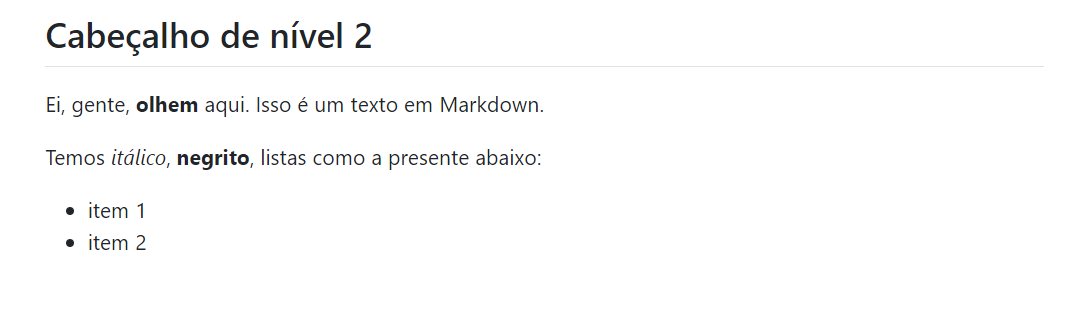 Cabeçalho de nível 2
Ei, gente, olhem aqui. Isso é um texto em Markdown.
Temos itálico, negrito, listas como a presente abaixo:
item 1
item 2